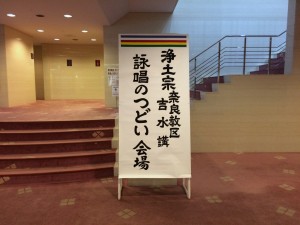 浄土宗奈良教区
吉水講
詠唱のつどい会場